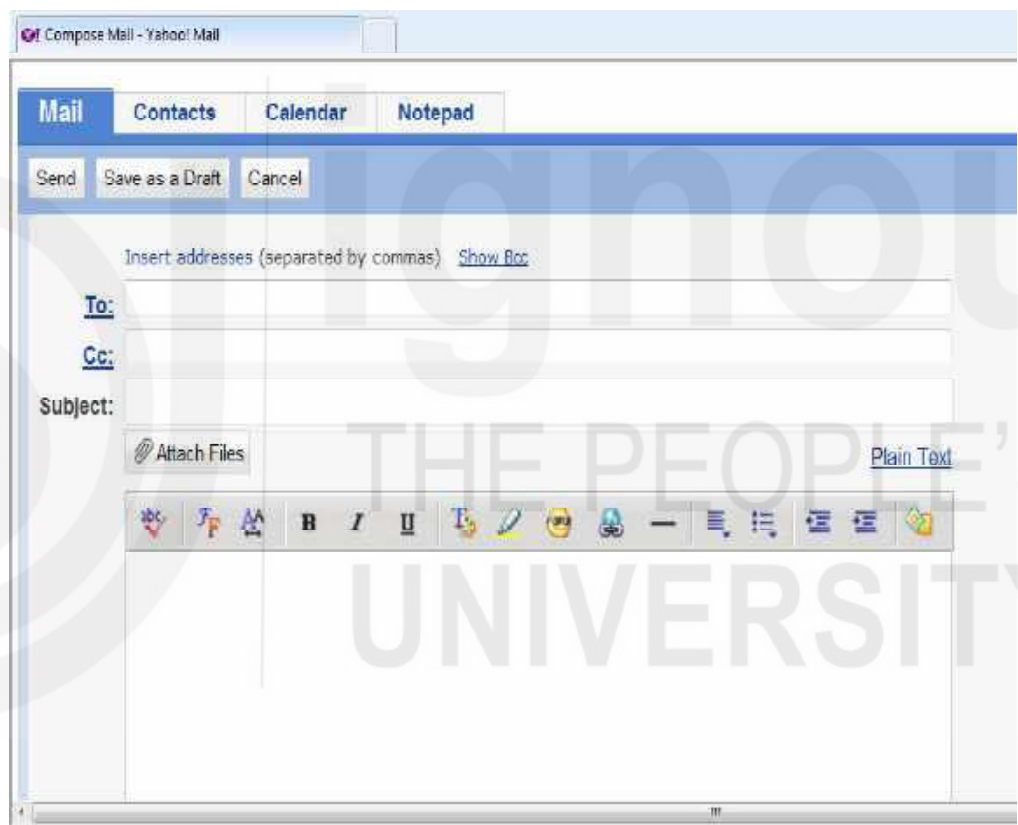 Y! Compose Mail - Yahoo! Mail
Mail Contacts Calendar Notepad
Send Save as a Draft Cancel
Insert addresses (separated by commas) Show Bcc
To:
Cc:
Subject:
Attach Files
Plain Text
abc F F A A B I U T
ignou
THE PEOPLE'
UNIVERSITY